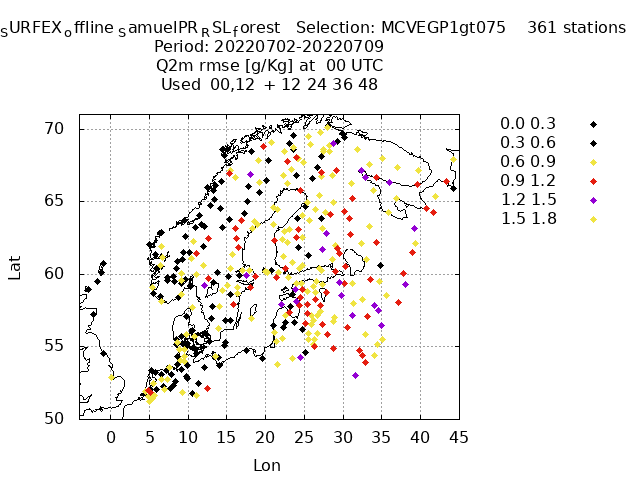 SURFEXoffline SamuelPRRSLforest Selection: MCVEGP1gt075 361 stations
Period: 20220702-20220709
Q2m rmse [g/Kg] at 00 UTC
Used 00,12 + 12 24 36 48
70
65
60
55
50
Lat
0 5 10 15 20 25 30 35 40 45
Lon
0.0 0.3
0.3 0.6
0.6 0.9
0.9 1.2
1.2 1.5
1.5 1.8